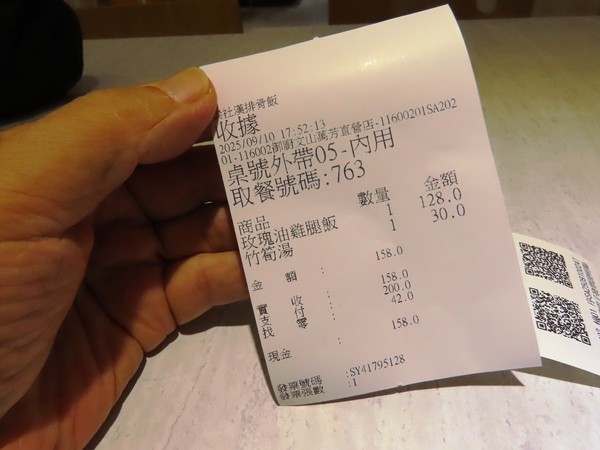 社漢排骨飯
收據
2025/09/10 17:52:13
01-116002御廚文山萬芳直營店-11600201SA202
桌號外帶05-內用
取餐號碼:763
商品 數量 金額
玫瑰油雞腿飯 1 128.0
竹筍湯 1 30.0
金額 : 158.0
實收 : 158.0
支付 : 200.0
找零 : 42.0
現金 158.0
發票號碼 :SY41795128
發票張數 :1